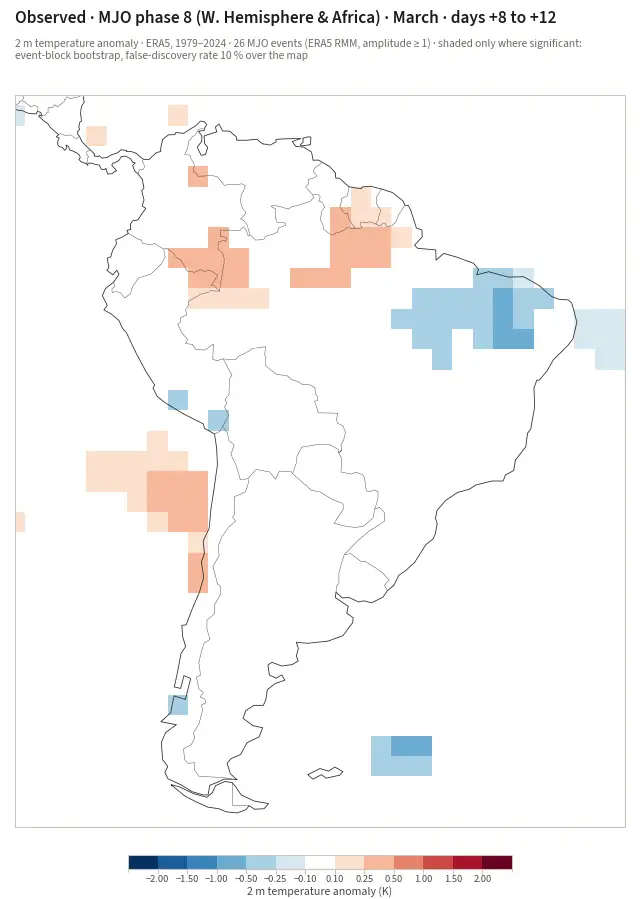 Observed · MJO phase 8 (W. Hemisphere & Africa) · March · days +8 to +12
2 m temperature anomaly · ERA5, 1979–2024 · 26 MJO events (ERA5 RMM, amplitude ≥ 1) · shaded only where significant:
event-block bootstrap, false-discovery rate 10 % over the map
−2.00 −1.50 −1.00 −0.50 −0.25 −0.10 0.10 0.25 0.50 1.00 1.50 2.00
2 m temperature anomaly (K)